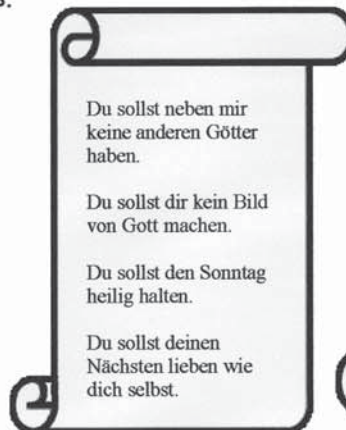 Du sollst neben mir
keine anderen Götter
haben.
Du sollst dir kein Bild
von Gott machen.
Du sollst den Sonntag
heilig halten.
Du sollst deinen
Nächsten lieben wie
dich selbst.